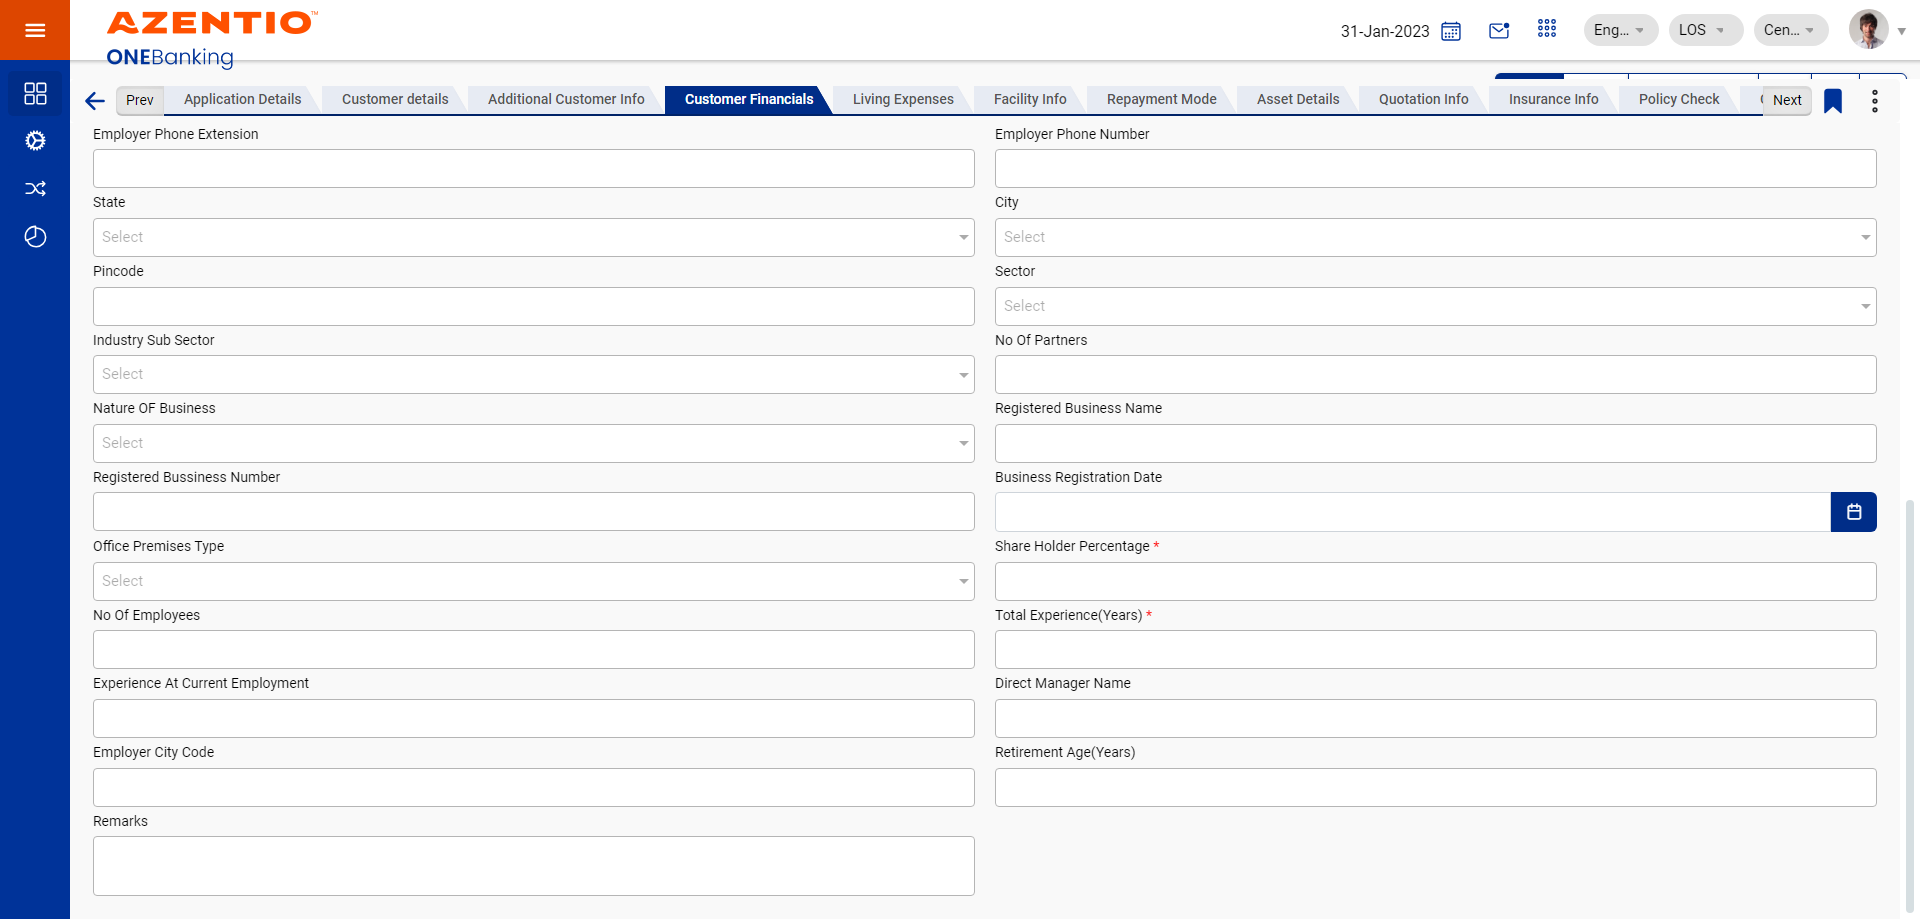 AZENTIO™
ONEBanking
31-Jan-2023
Eng...
LOS
Cen...
Prev
Application Details
Customer details
Additional Customer Info
Customer Financials
Living Expenses
Facility Info
Repayment Mode
Asset Details
Quotation Info
Insurance Info
Policy Check
Next
Employer Phone Extension
Employer Phone Number
State
City
Select
Select
Pincode
Sector
Select
Industry Sub Sector
No Of Partners
Select
Nature OF Business
Registered Business Name
Select
Registered Bussiness Number
Business Registration Date
Office Premises Type
Share Holder Percentage *
Select
No Of Employees
Total Experience(Years) *
Experience At Current Employment
Direct Manager Name
Employer City Code
Retirement Age(Years)
Remarks